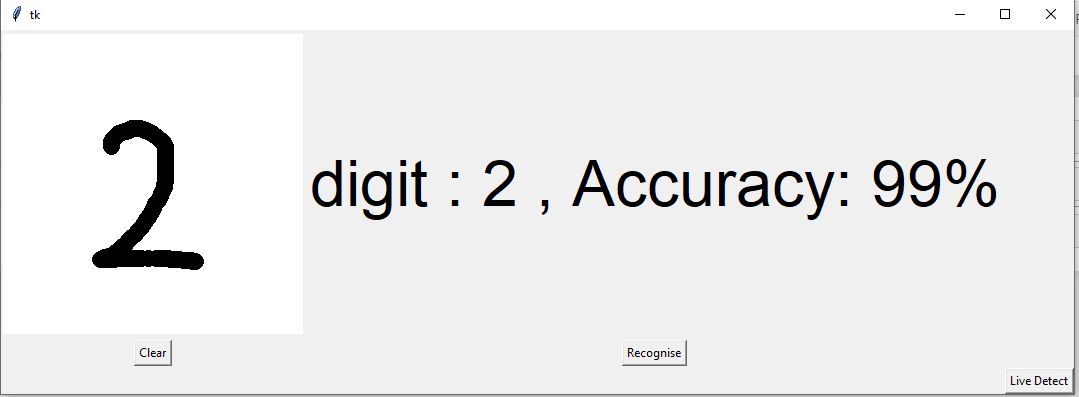 tk
2
digit : 2 , Accuracy: 99%
Clear
Recognise
Live Detect